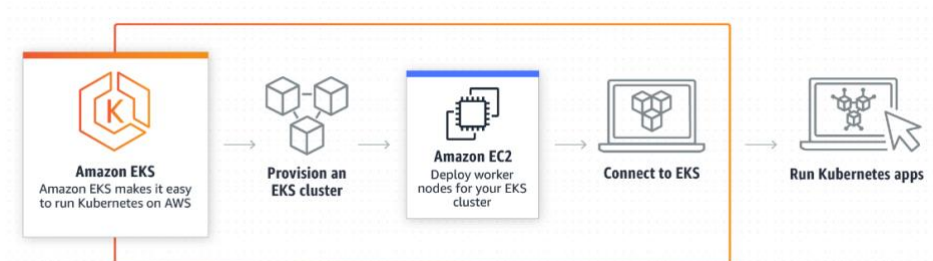 K
Amazon EKS
Amazon EKS makes it easy
to run Kubernetes on AWS
Provision an
EKS cluster
Amazon EC2
Deploy worker
nodes for your EKS
cluster
Connect to EKS
Run Kubernetes apps